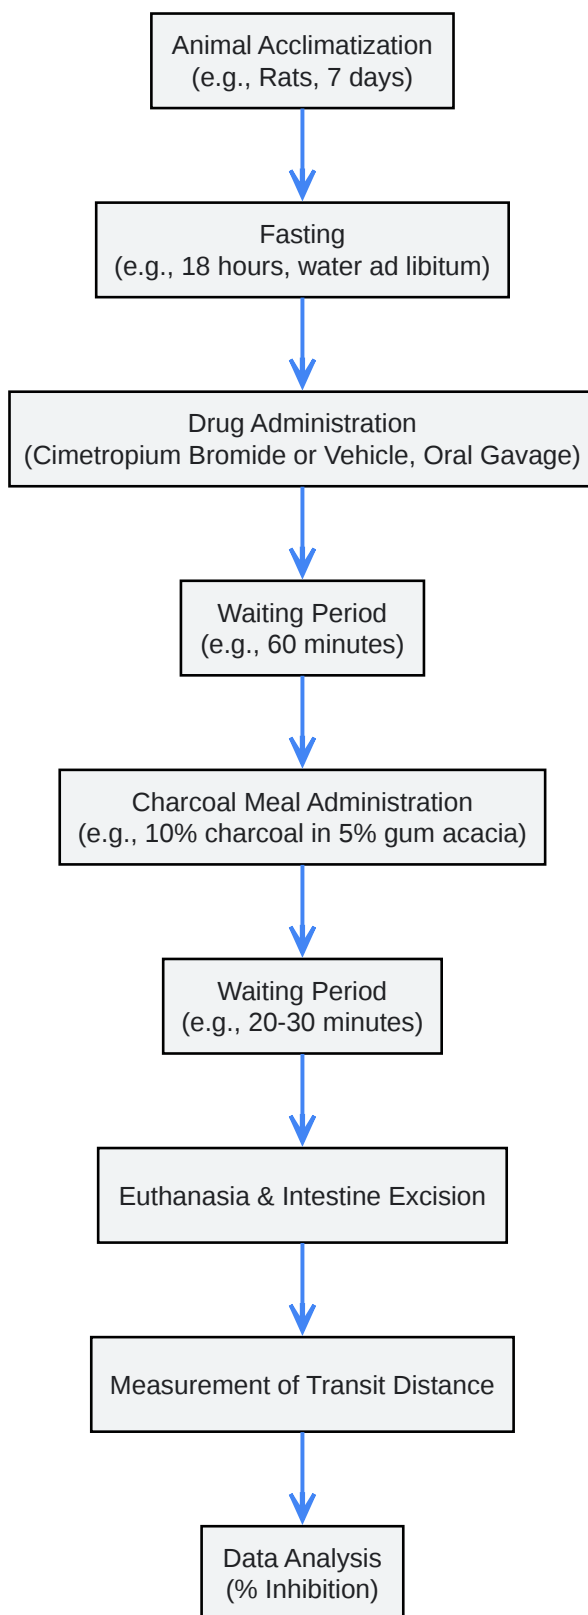 Animal Acclimatization
(e.g., Rats, 7 days)
Fasting
(e.g., 18 hours, water ad libitum)
Drug Administration
(Cimetropium Bromide or Vehicle, Oral Gavage)
Waiting Period
(e.g., 60 minutes)
Charcoal Meal Administration
(e.g., 10% charcoal in 5% gum acacia)
Waiting Period
(e.g., 20-30 minutes)
Euthanasia & Intestine Excision
Measurement of Transit Distance
Data Analysis
(% Inhibition)